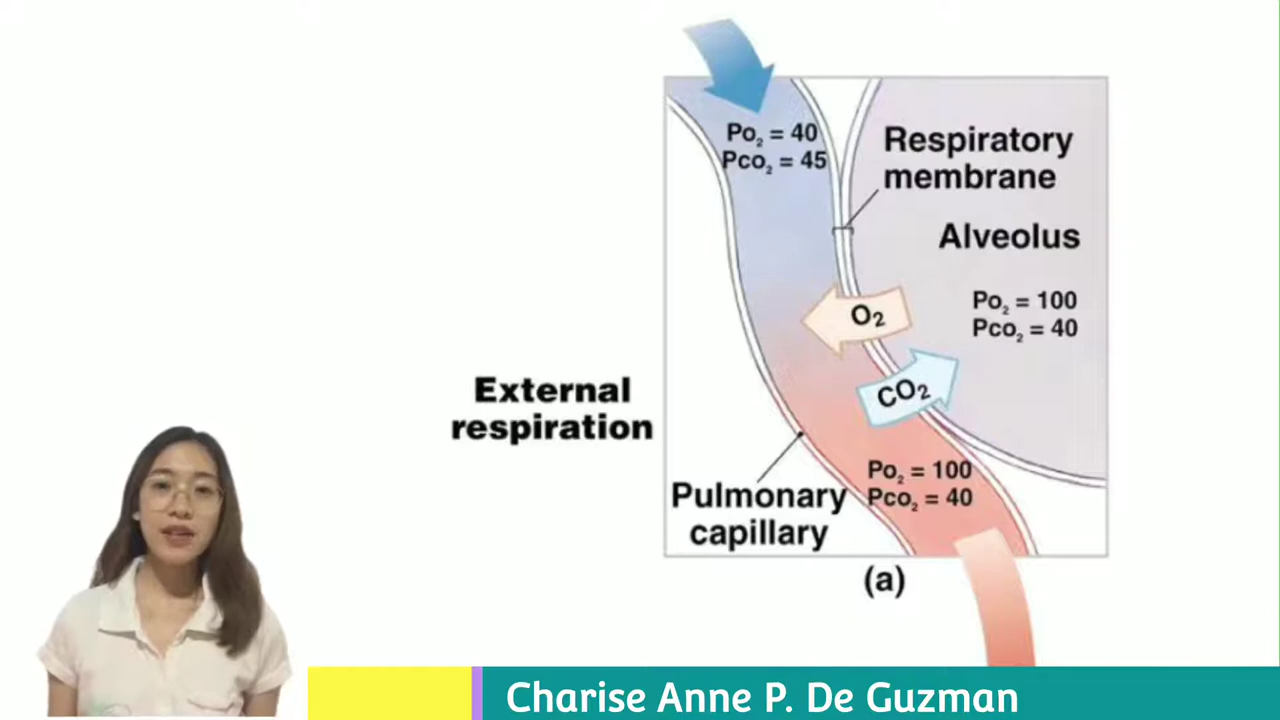 Po₂ = 40
Pco₂ = 45
Respiratory
membrane
Alveolus
Po₂ = 100
Pco₂ = 40
O₂
CO₂
External
respiration
Po₂ = 100
Pco₂ = 40
Pulmonary
capillary
(a)
Charise Anne P. De Guzman